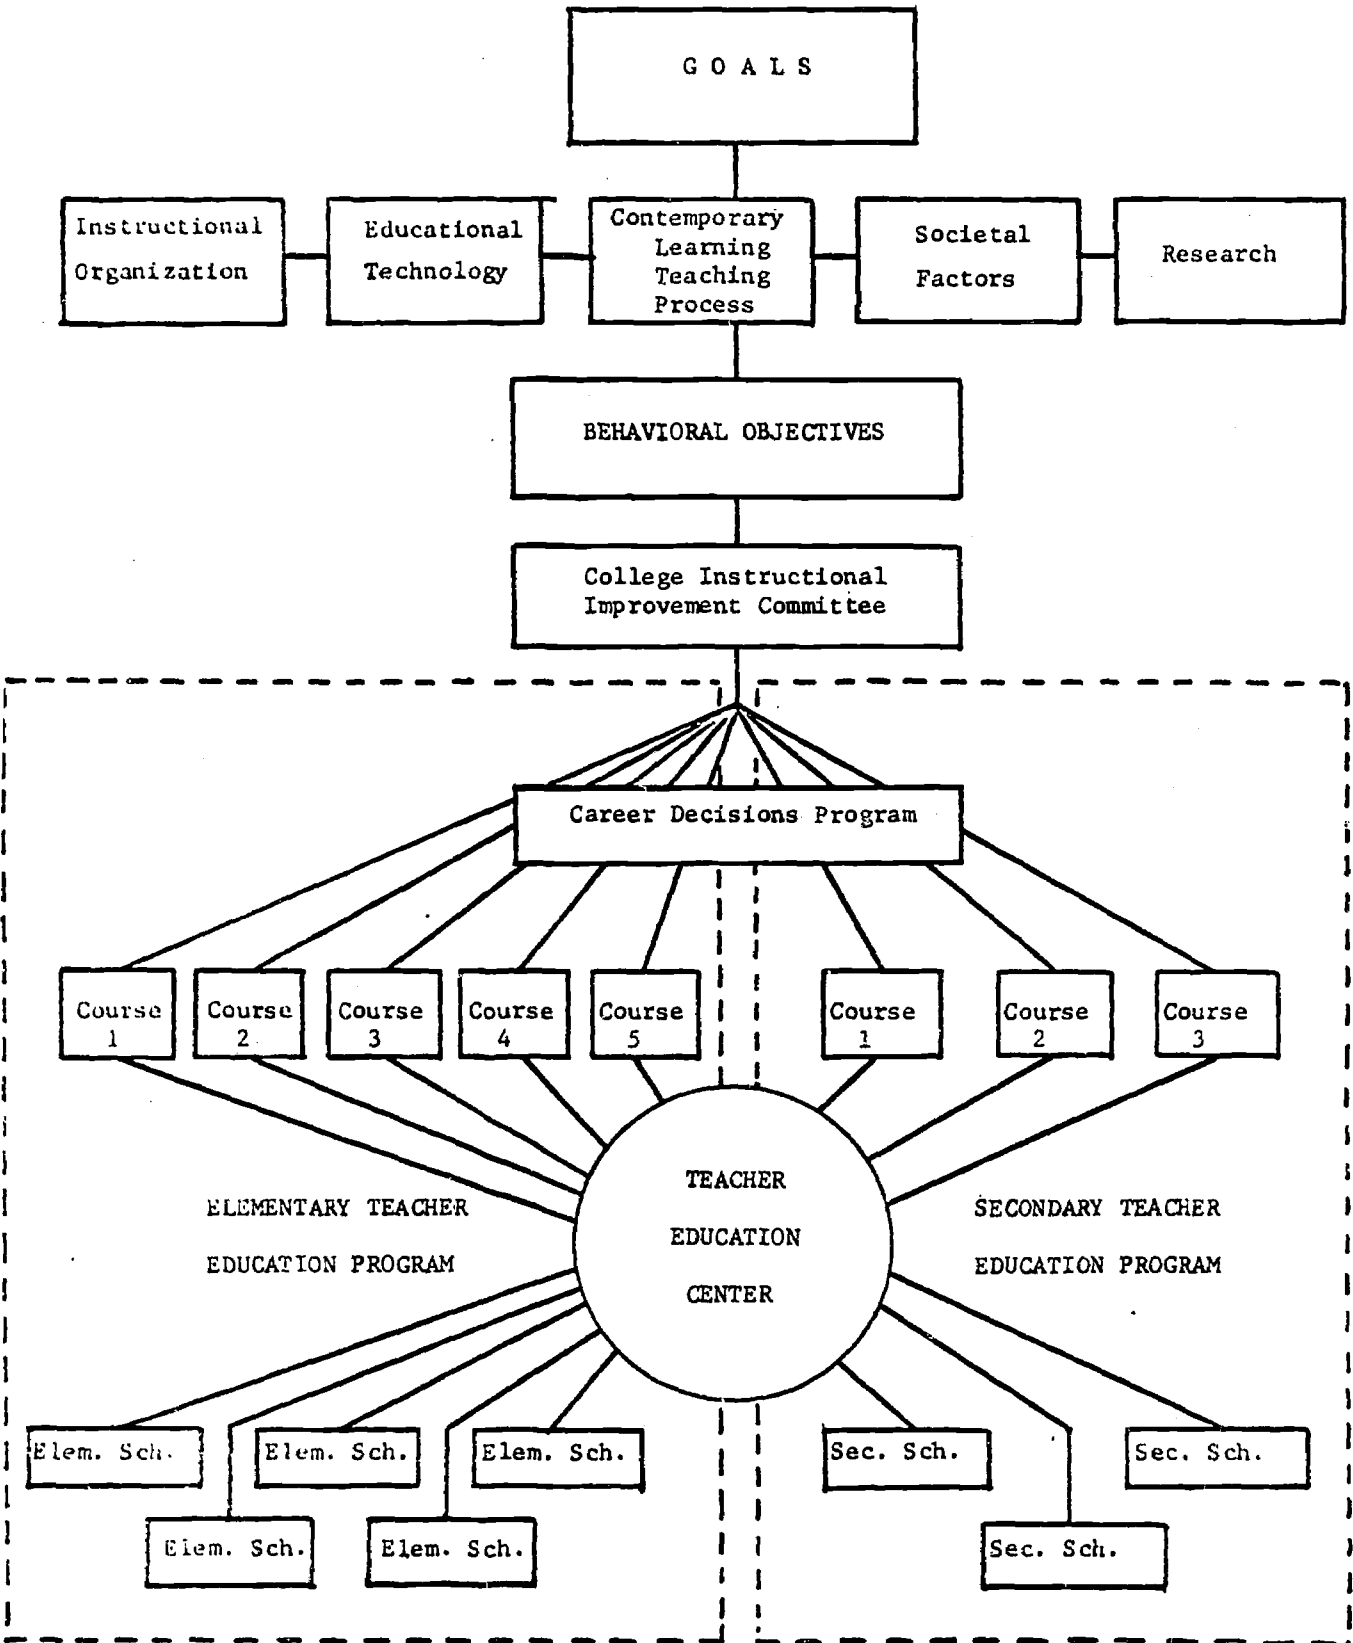 G O A L S
Instructional
Organization
Educational
Technology
Contemporary
Learning
Teaching
Process
Societal
Factors
Research
BEHAVIORAL OBJECTIVES
College Instructional
Improvement Committee
Career Decisions Program
Course
1
Course
2
Course
3
Course
4
Course
5
Course
1
Course
2
Course
3
TEACHER
EDUCATION
CENTER
ELEMENTARY TEACHER
EDUCATION PROGRAM
SECONDARY TEACHER
EDUCATION PROGRAM
Elem. Sch.
Elem. Sch.
Elem. Sch.
Sec. Sch.
Sec. Sch.
Elem. Sch.
Elem. Sch.
Sec. Sch.